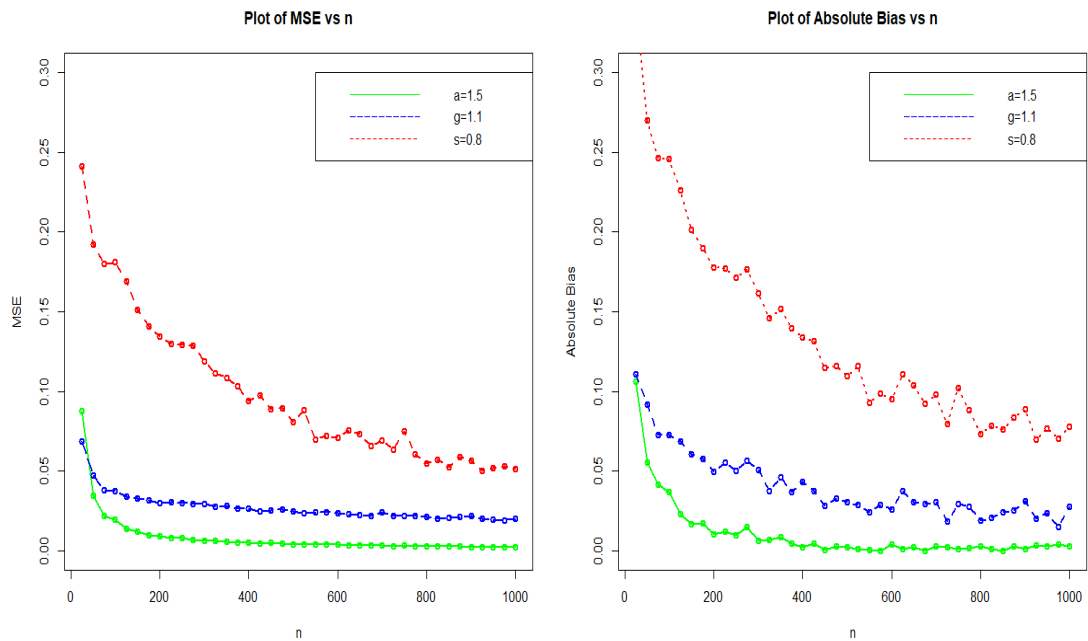 Plot of MSE vs n
MSE
0.30
0.25
0.20
0.15
0.10
0.05
0.00
a=1.5
g=1.1
s=0.8
0
200
400
600
800
1000
n
Plot of Absolute Bias vs n
Absolute Bias
0.30
0.25
0.20
0.15
0.10
0.05
0.00
a=1.5
g=1.1
s=0.8
0
200
400
600
800
1000
n